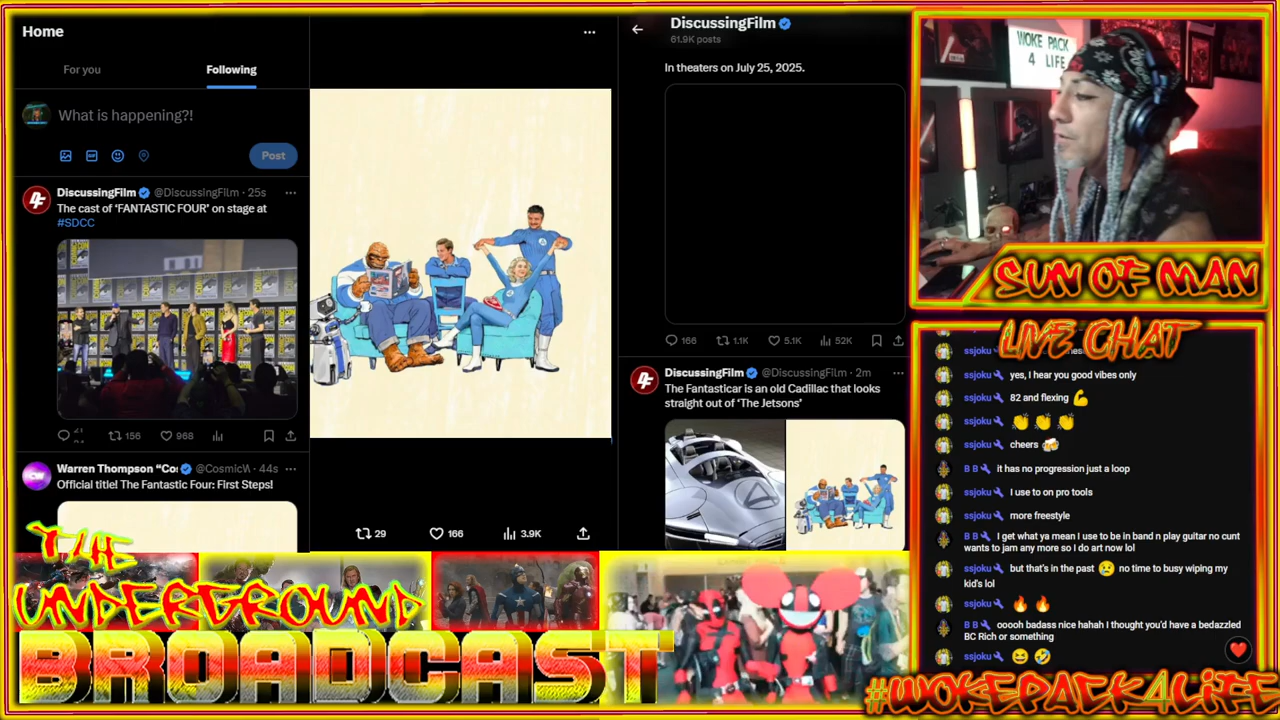 Home
For you
Following
What is happening?!
Post
DiscussingFilm @DiscussingFilm · 25s
The cast of ‘FANTASTIC FOUR’ on stage at
#SDCC
156
968
Warren Thompson “Co: @CosmicW · 44s
Official title! The Fantastic Four: First Steps!
29
166
3.9K
DiscussingFilm
61.9K posts
In theaters on July 25, 2025.
166
1.1K
5.1K
52K
DiscussingFilm @DiscussingFilm · 2m
The Fantasticar is an old Cadillac that looks
straight out of ‘The Jetsons’
WOKE PACK
4 LIFE
SUN OF MAN
LIVE CHAT
ssjoku
ssjoku yes, I hear you good vibes only
ssjoku 82 and flexing 💪
ssjoku 👏 👏 👏
ssjoku cheers 🍻
B B it has no progression just a loop
ssjoku I use to on pro tools
ssjoku more freestyle
B B I get what ya mean I use to be in band n play guitar no cunt
wants to jam any more so I do art now lol
ssjoku but that's in the past 😢 no time to busy wiping my
kid's lol
ssjoku 🔥 🔥
B B ooooh badass nice hahah I thought you'd have a bedazzled
BC Rich or something
ssjoku 😆 🤣
THE
UNDERGROUND
BROADCAST
#WOKEPACK4LIFE